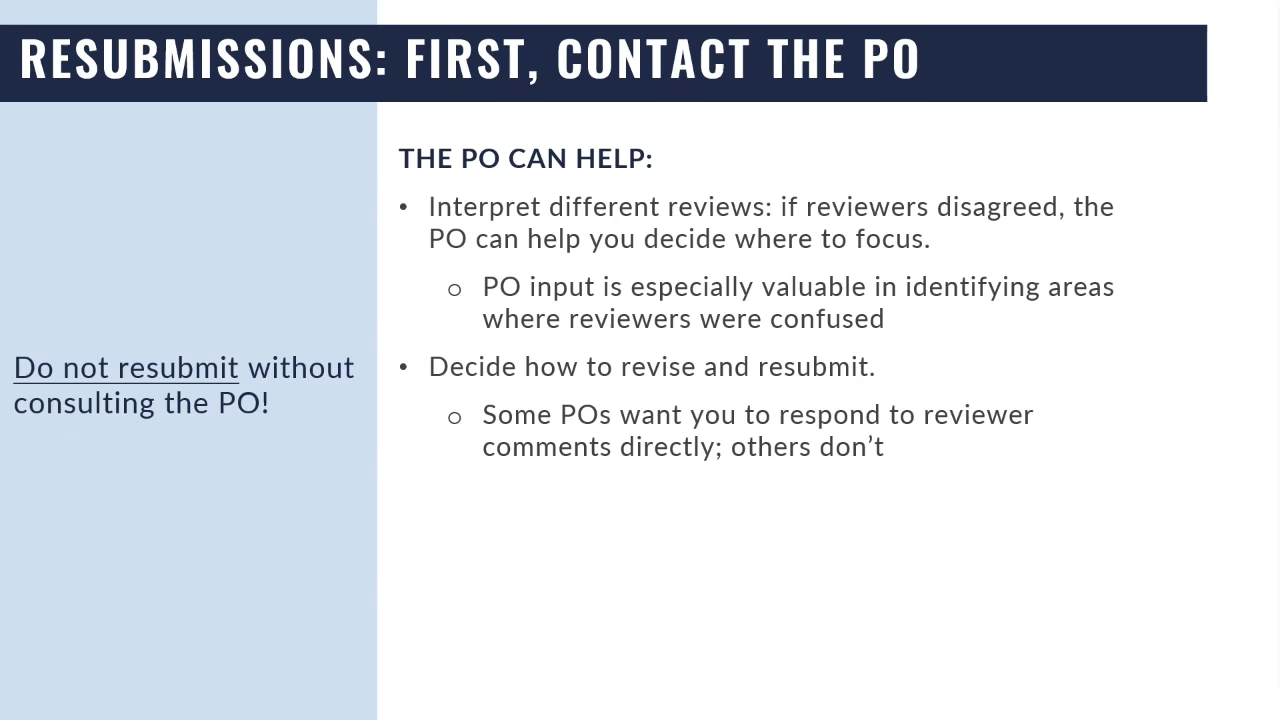 RESUBMISSIONS: FIRST, CONTACT THE PO
Do not resubmit without
consulting the PO!
THE PO CAN HELP:
• Interpret different reviews: if reviewers disagreed, the
PO can help you decide where to focus.
o PO input is especially valuable in identifying areas
where reviewers were confused
• Decide how to revise and resubmit.
o Some POs want you to respond to reviewer
comments directly; others don’t